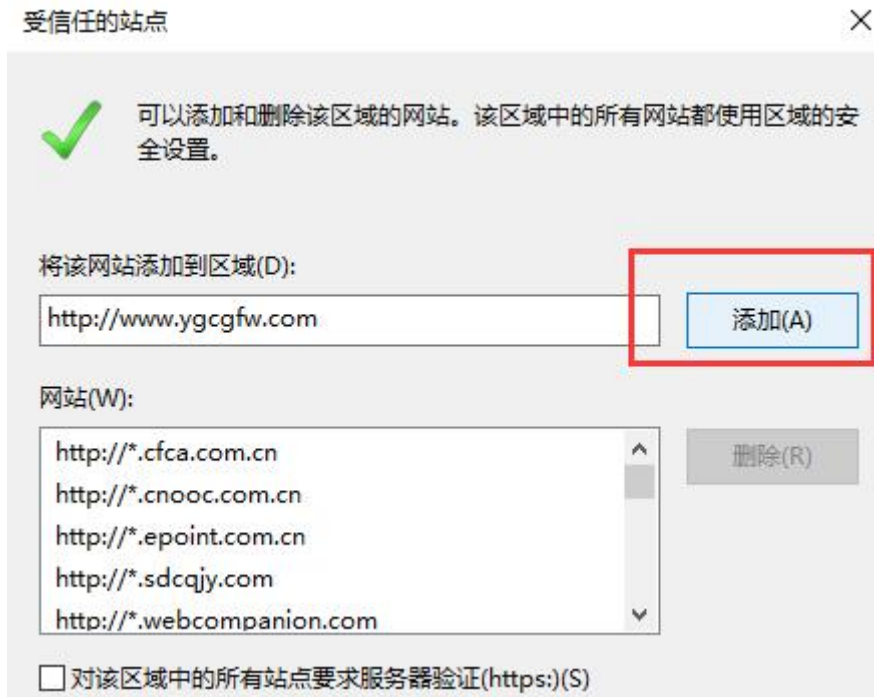 受信任的站点
可以添加和删除该区域的网站。该区域中的所有网站都使用区域的安
全设置。
将该网站添加到区域(D):
http://www.ygcgfw.com
添加(A)
网站(W):
http://*.cfca.com.cn
http://*.cnooc.com.cn
http://*.epoint.com.cn
http://*.sdcqjy.com
http://*.webcompanion.com
删除(R)
对该区域中的所有站点要求服务器验证(https:)(S)